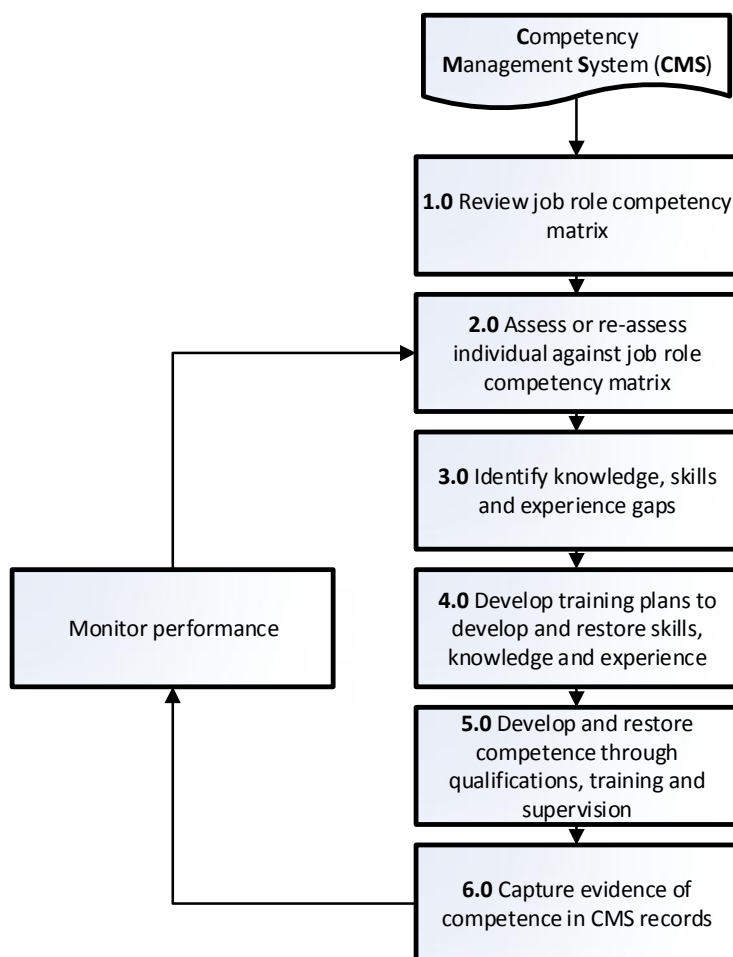 Competency
Management System (CMS)
1.0 Review job role competency
matrix
2.0 Assess or re-assess
individual against job role
competency matrix
3.0 Identify knowledge, skills
and experience gaps
Monitor performance
4.0 Develop training plans to
develop and restore skills,
knowledge and experience
5.0 Develop and restore
competence through
qualifications, training and
supervision
6.0 Capture evidence of
competence in CMS records